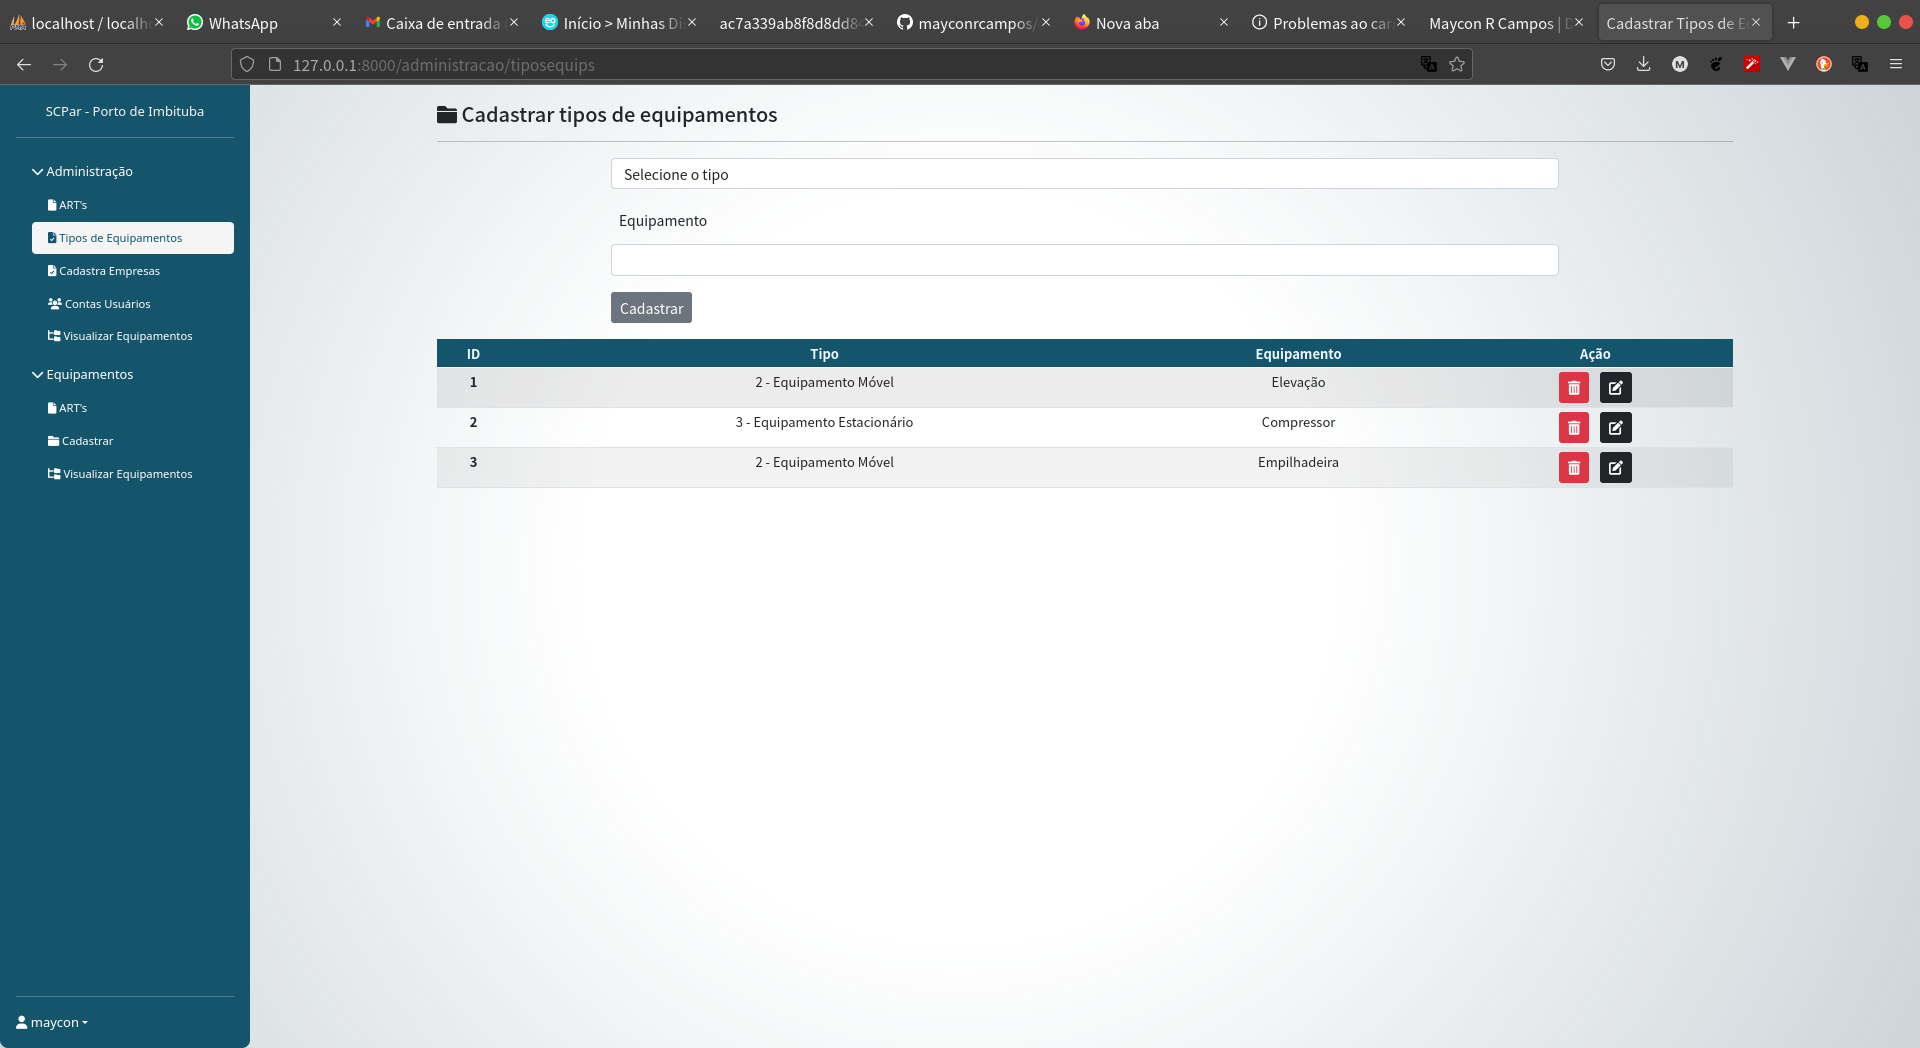 localhost / localh
WhatsApp
Caixa de entrada
Início > Minhas Di
ac7a339ab8f8d8dd8
mayconrcampos/
Nova aba
Problemas ao car
Maycon R Campos | D
Cadastrar Tipos de E
127.0.0.1:8000/administracao/tiposequips
SCPar - Porto de Imbituba
Administração
ART's
Tipos de Equipamentos
Cadastra Empresas
Contas Usuários
Visualizar Equipamentos
Equipamentos
ART's
Cadastrar
Visualizar Equipamentos
maycon
Cadastrar tipos de equipamentos
Selecione o tipo
Equipamento
Cadastrar
ID Tipo Equipamento Ação
1 2 - Equipamento Móvel Elevação
2 3 - Equipamento Estacionário Compressor
3 2 - Equipamento Móvel Empilhadeira